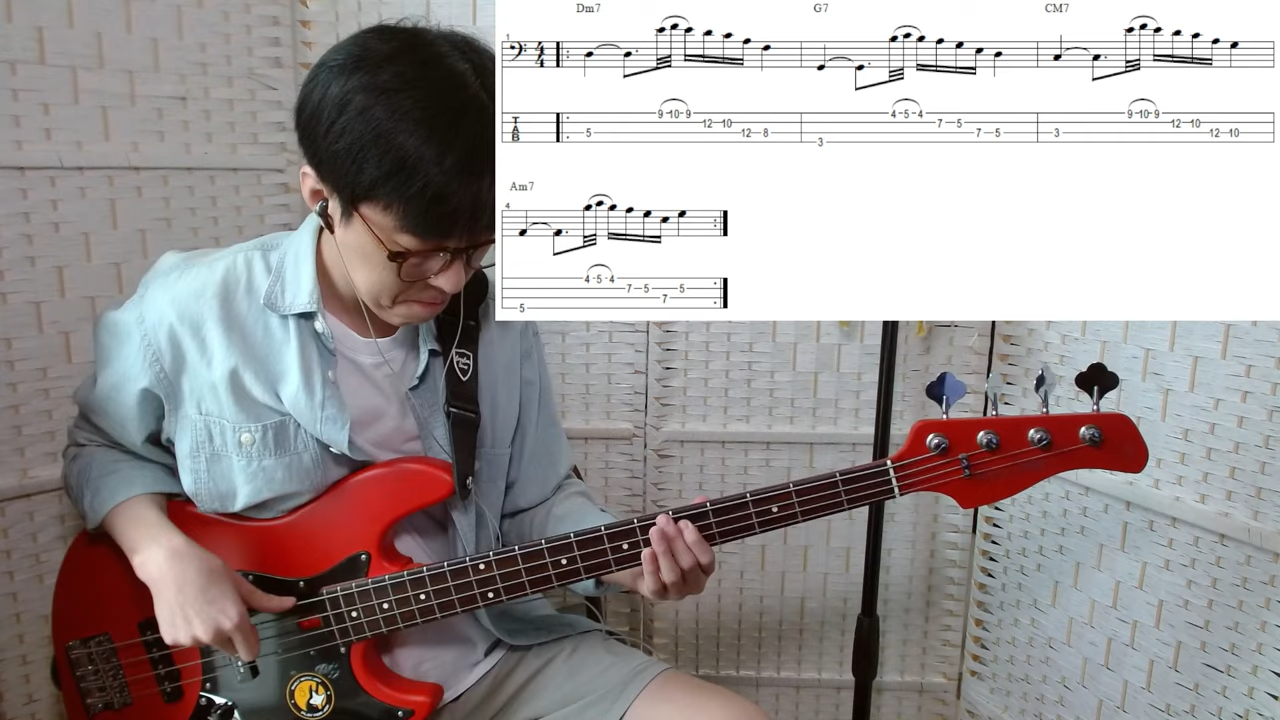 Dm7 G7 CM7
1
4
4
9 10 9 4 5 4 9 10 9
12 10 7 5 12 10
T
A
B
5 12 8 7 5 3 12 10
3
Am7
4
4 5 4
7 5 5
7
5